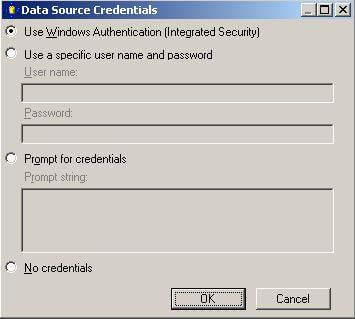 Data Source Credentials
Use Windows Authentication (Integrated Security)
Use a specific user name and password
User name:
Password:
Prompt for credentials
Prompt string:
No credentials
OK
Cancel